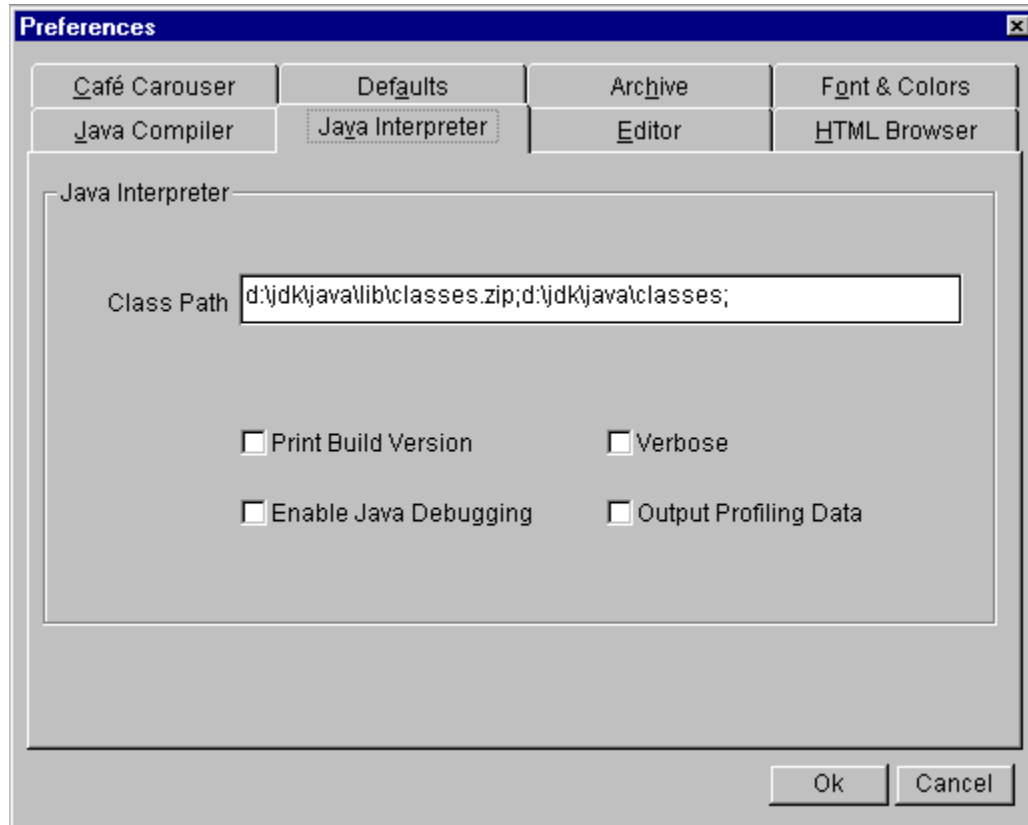 Preferences
Café Carouser Defaults Archive Font & Colors
Java Compiler Java Interpreter Editor HTML Browser
Java Interpreter
Class Path d:\jdk\java\lib\classes.zip;d:\jdk\java\classes;
Print Build Version Verbose
Enable Java Debugging Output Profiling Data
Ok Cancel